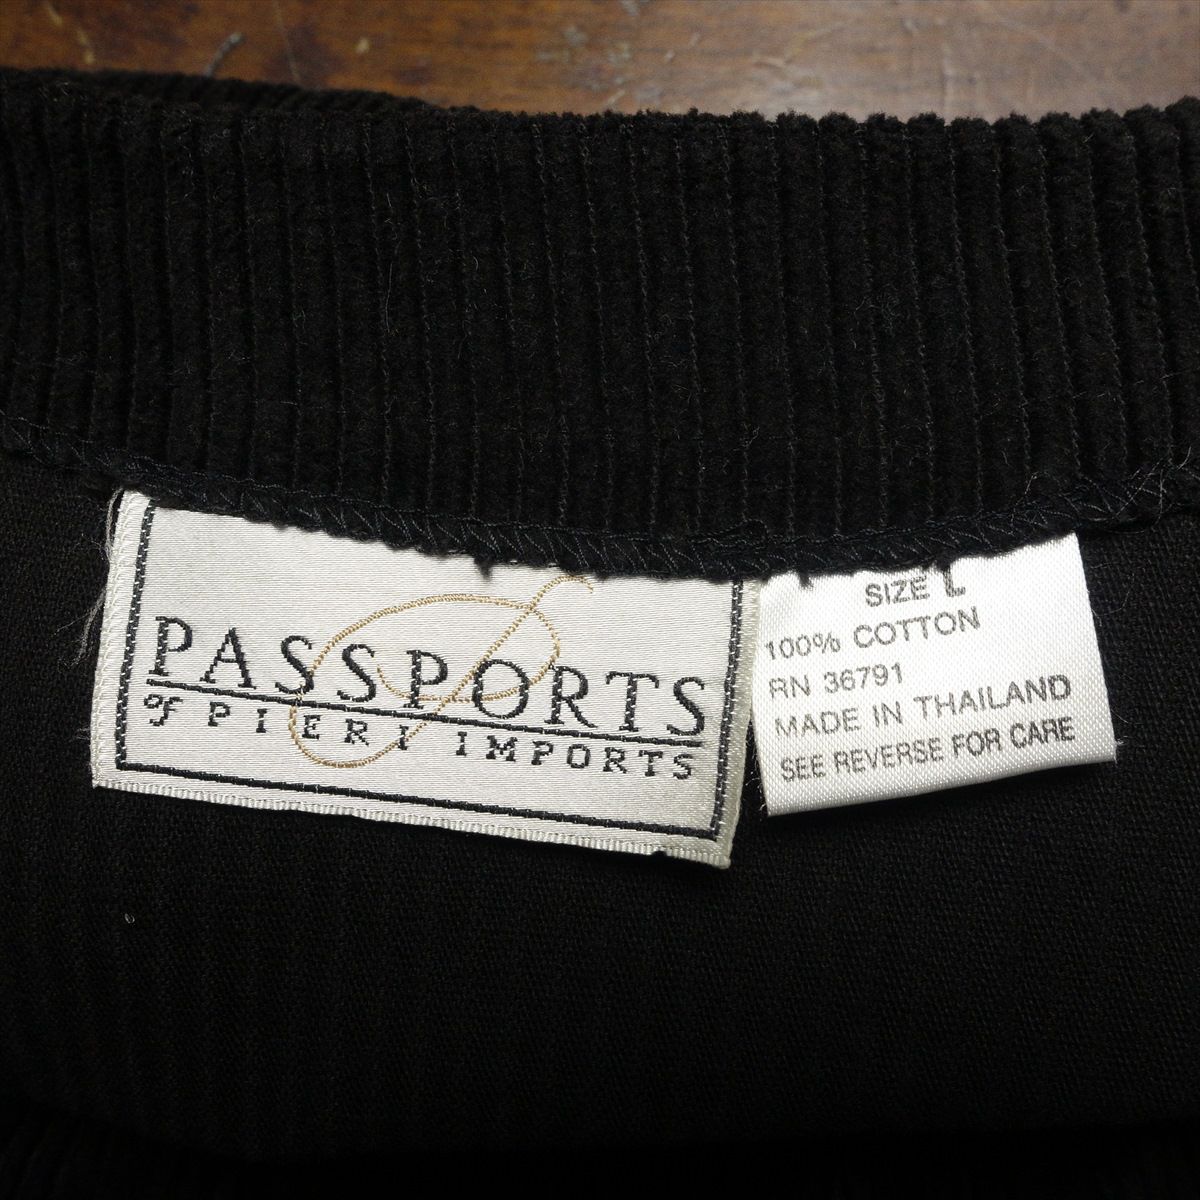 PASSPORTS
of PIERI IMPORTS
SIZE L
100% COTTON
RN 36791
MADE IN THAILAND
SEE REVERSE FOR CARE